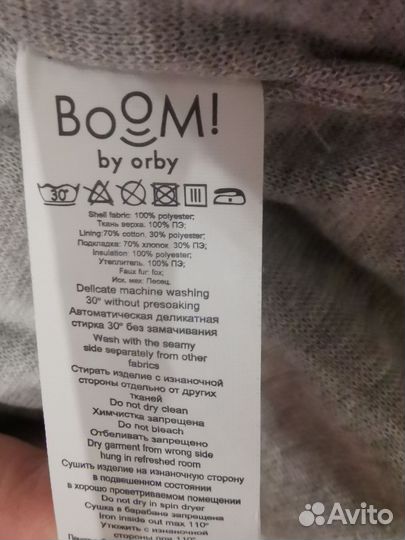 BOOM!
by orby
30°
Shell fabric: 100% polyester;
Ткань верха: 100% ПЭ;
Lining:70% cotton, 30% polyester;
Подкладка: 70% хлопок, 30% ПЭ;
Insulation: 100% polyester;
Утеплитель: 100% ПЭ;
Faux fur: fox;
Иск. мех: Песец.
Delicate machine washing
30° without presoaking
Автоматическая деликатная
стирка 30° без замачивания
Wash with the seamy
side separately from other
fabrics
Стирать изделие с изнаночной
стороны отдельно от других
тканей
Do not dry clean
Химчистка запрещена
Do not bleach
Отбеливать запрещено
Dry garment from wrong side
hung in refreshed room
Сушить изделие на изнаночную сторону
в подвешенном состоянии
в хорошо проветриваемом помещении
Do not dry in spin dryer
Сушка в барабане запрещена
Iron inside out max 110°
Утюжить с изнаночной
Avito